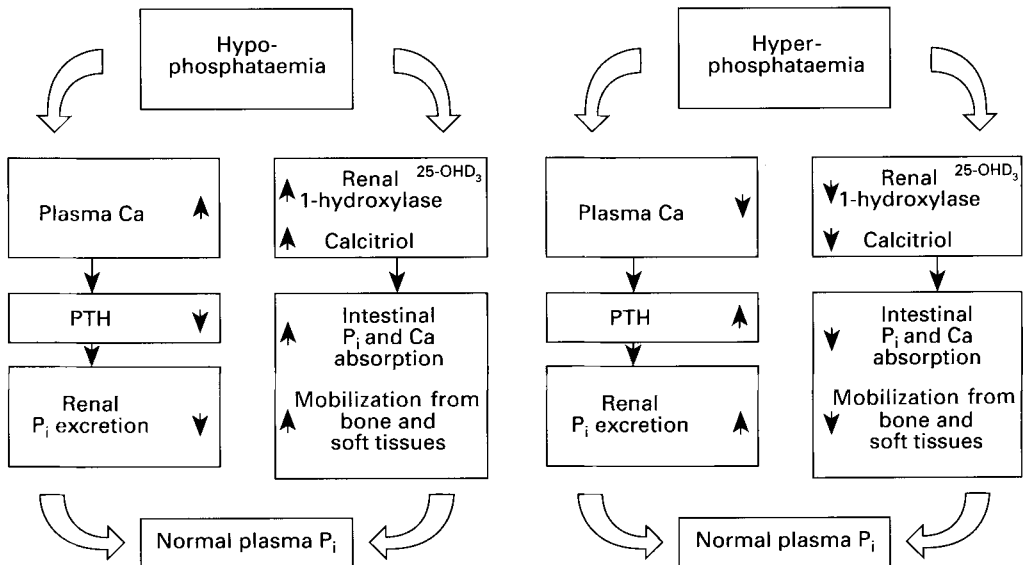 Hypo-
phosphataemia
Plasma Ca
PTH
Renal
Pᵢ excretion
25-OHD₃
Renal
1-hydroxylase
Calcitriol
Intestinal
Pᵢ and Ca
absorption
Mobilization from
bone and
soft tissues
Normal plasma Pᵢ
Hyper-
phosphataemia
Plasma Ca
PTH
Renal
Pᵢ excretion
25-OHD₃
Renal
1-hydroxylase
Calcitriol
Intestinal
Pᵢ and Ca
absorption
Mobilization from
bone and
soft tissues
Normal plasma Pᵢ